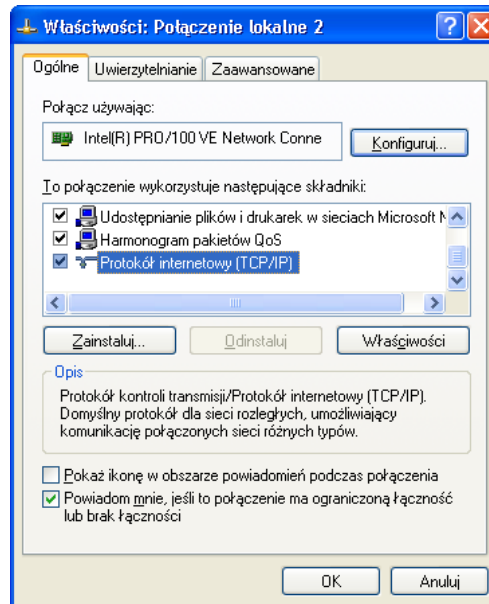 Właściwości: Połączenie lokalne 2
Ogólne Uwierzytelnianie Zaawansowane
Połącz używając:
Intel(R) PRO/100 VE Network Conne
Konfiguruj...
To połączenie wykorzystuje następujące składniki:
Udostępnianie plików i drukarek w sieciach Microsoft N
Harmonogram pakietów QoS
Protokół internetowy (TCP/IP)
Zainstaluj... Odinstaluj Właściwości
Opis
Protokół kontroli transmisji/Protokół internetowy (TCP/IP).
Domyślny protokół dla sieci rozległych, umożliwiający
komunikację połączonych sieci różnych typów.
Pokaż ikonę w obszarze powiadomień podczas połączenia
Powiadom mnie, jeśli to połączenie ma ograniczoną łączność
lub brak łączności
OK Anuluj